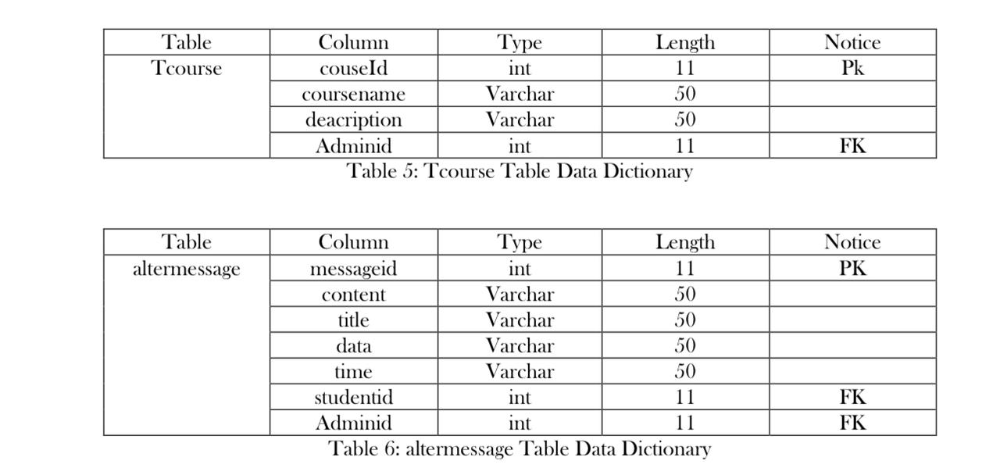 Table Column Type Length Notice
Tcourse couseId int 11 Pk
coursename Varchar 50
deacription Varchar 50
Adminid int 11 FK
Table 5: Tcourse Table Data Dictionary
Table Column Type Length Notice
altermessage messageid int 11 PK
content Varchar 50
title Varchar 50
data Varchar 50
time Varchar 50
studentid int 11 FK
Adminid int 11 FK
Table 6: altermessage Table Data Dictionary